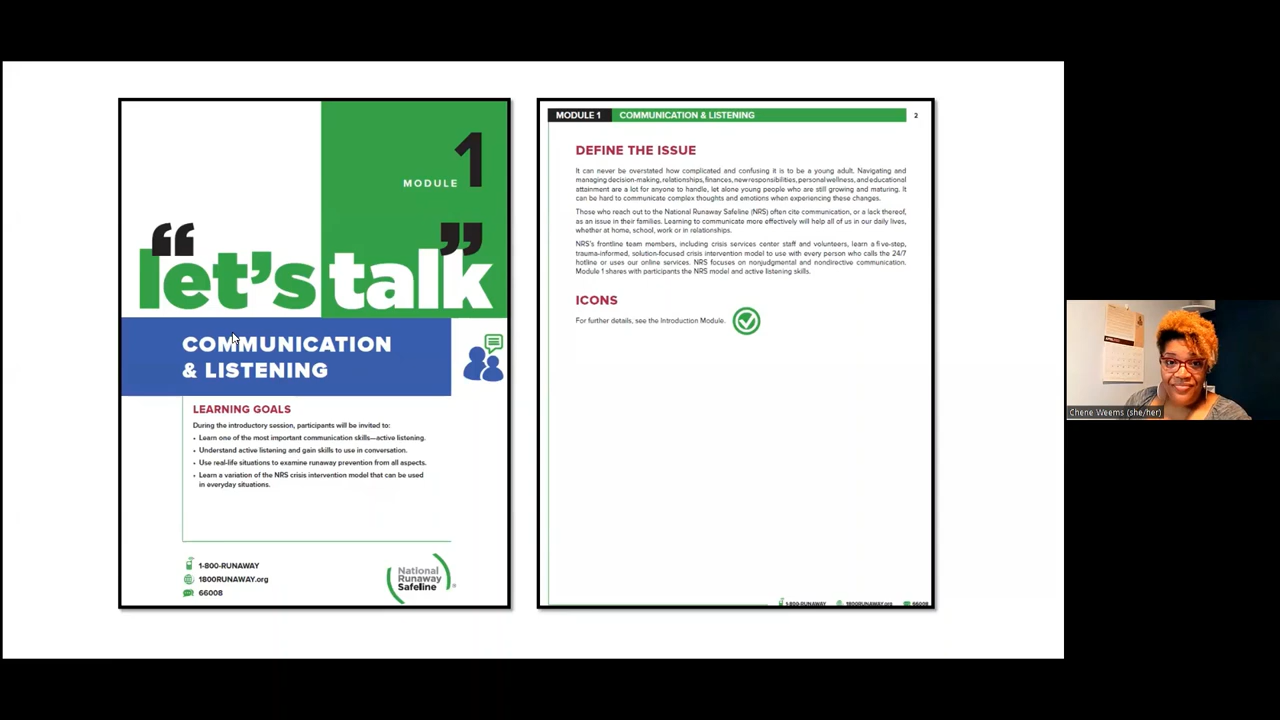 MODULE 1
“let’s talk”
COMMUNICATION
& LISTENING
LEARNING GOALS
During the introductory session, participants will be invited to:
• Learn one of the most important communication skills—active listening.
• Understand active listening and gain skills to use in conversation.
• Use real-life situations to examine runaway prevention from all aspects.
• Learn a variation of the NRS crisis intervention model that can be used
in everyday situations.
1-800-RUNAWAY
1800RUNAWAY.org
66008
National
Runaway
Safeline
MODULE 1 COMMUNICATION & LISTENING 2
DEFINE THE ISSUE
It can never be overstated how complicated and confusing it is to be a young adult. Navigating and
managing decision-making, relationships, finances, new responsibilities, personal wellness, and educational
attainment are a lot for anyone to handle, let alone young people who are still growing and maturing. It
can be hard to communicate complex thoughts and emotions when experiencing these changes.
Those who reach out to the National Runaway Safeline (NRS) often cite communication, or a lack thereof,
as an issue in their families. Learning to communicate more effectively will help all of us in our daily lives,
whether at home, school, work or in relationships.
NRS's frontline team members, including crisis services center staff and volunteers, learn a five-step,
trauma-informed, solution-focused crisis intervention model to use with every person who calls the 24/7
hotline or uses our online services. NRS focuses on nonjudgmental and nondirective communication.
Module 1 shares with participants the NRS model and active listening skills.
ICONS
For further details, see the Introduction Module.
1-800-RUNAWAY 1800RUNAWAY.org 66008
Chene Weems (she/her)